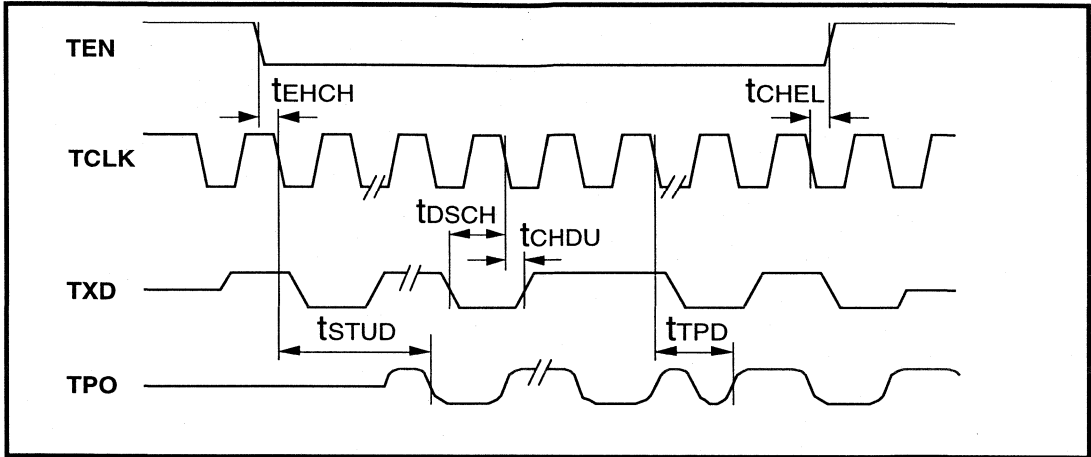 TEN
tEHCH
tCHEL
TCLK
tDSCH
tCHDU
TXD
tSTUD
tTPD
TPO